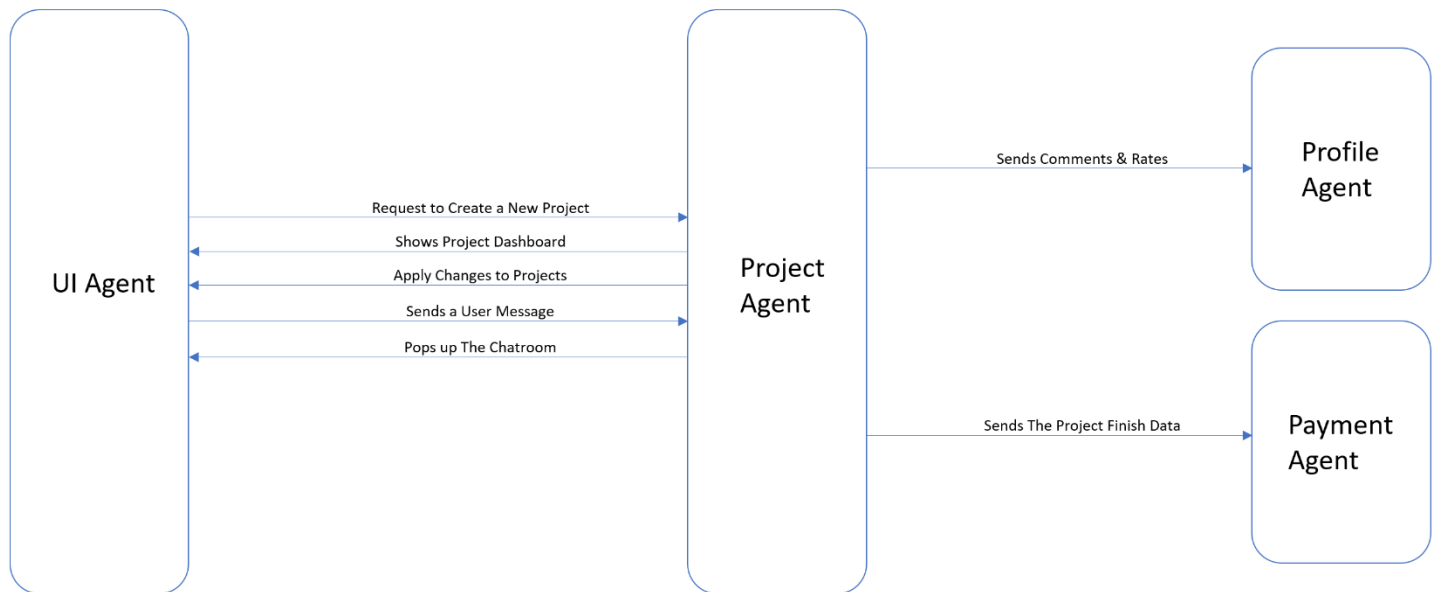 UI Agent
Request to Create a New Project
Shows Project Dashboard
Apply Changes to Projects
Sends a User Message
Pops up The Chatroom
Project
Agent
Sends Comments & Rates
Sends The Project Finish Data
Profile
Agent
Payment
Agent